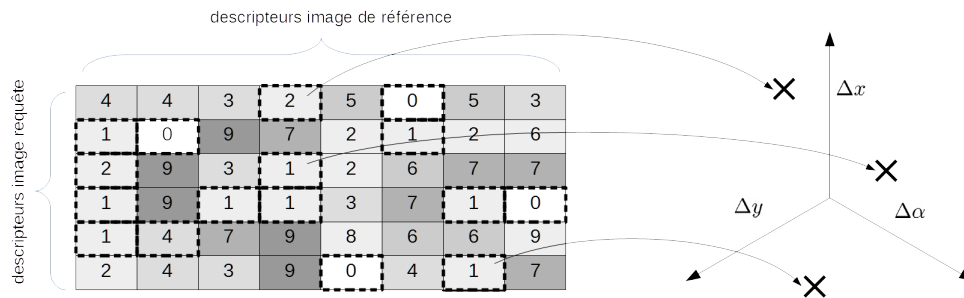 descripteurs image de référence
descripteurs image requête
4 4 3 2 5 0 5 3
1 0 9 7 2 1 2 6
2 9 3 1 2 6 7 7
1 9 1 1 3 7 1 0
1 4 7 9 8 6 6 9
2 4 3 9 0 4 1 7
Δx
Δy
Δα